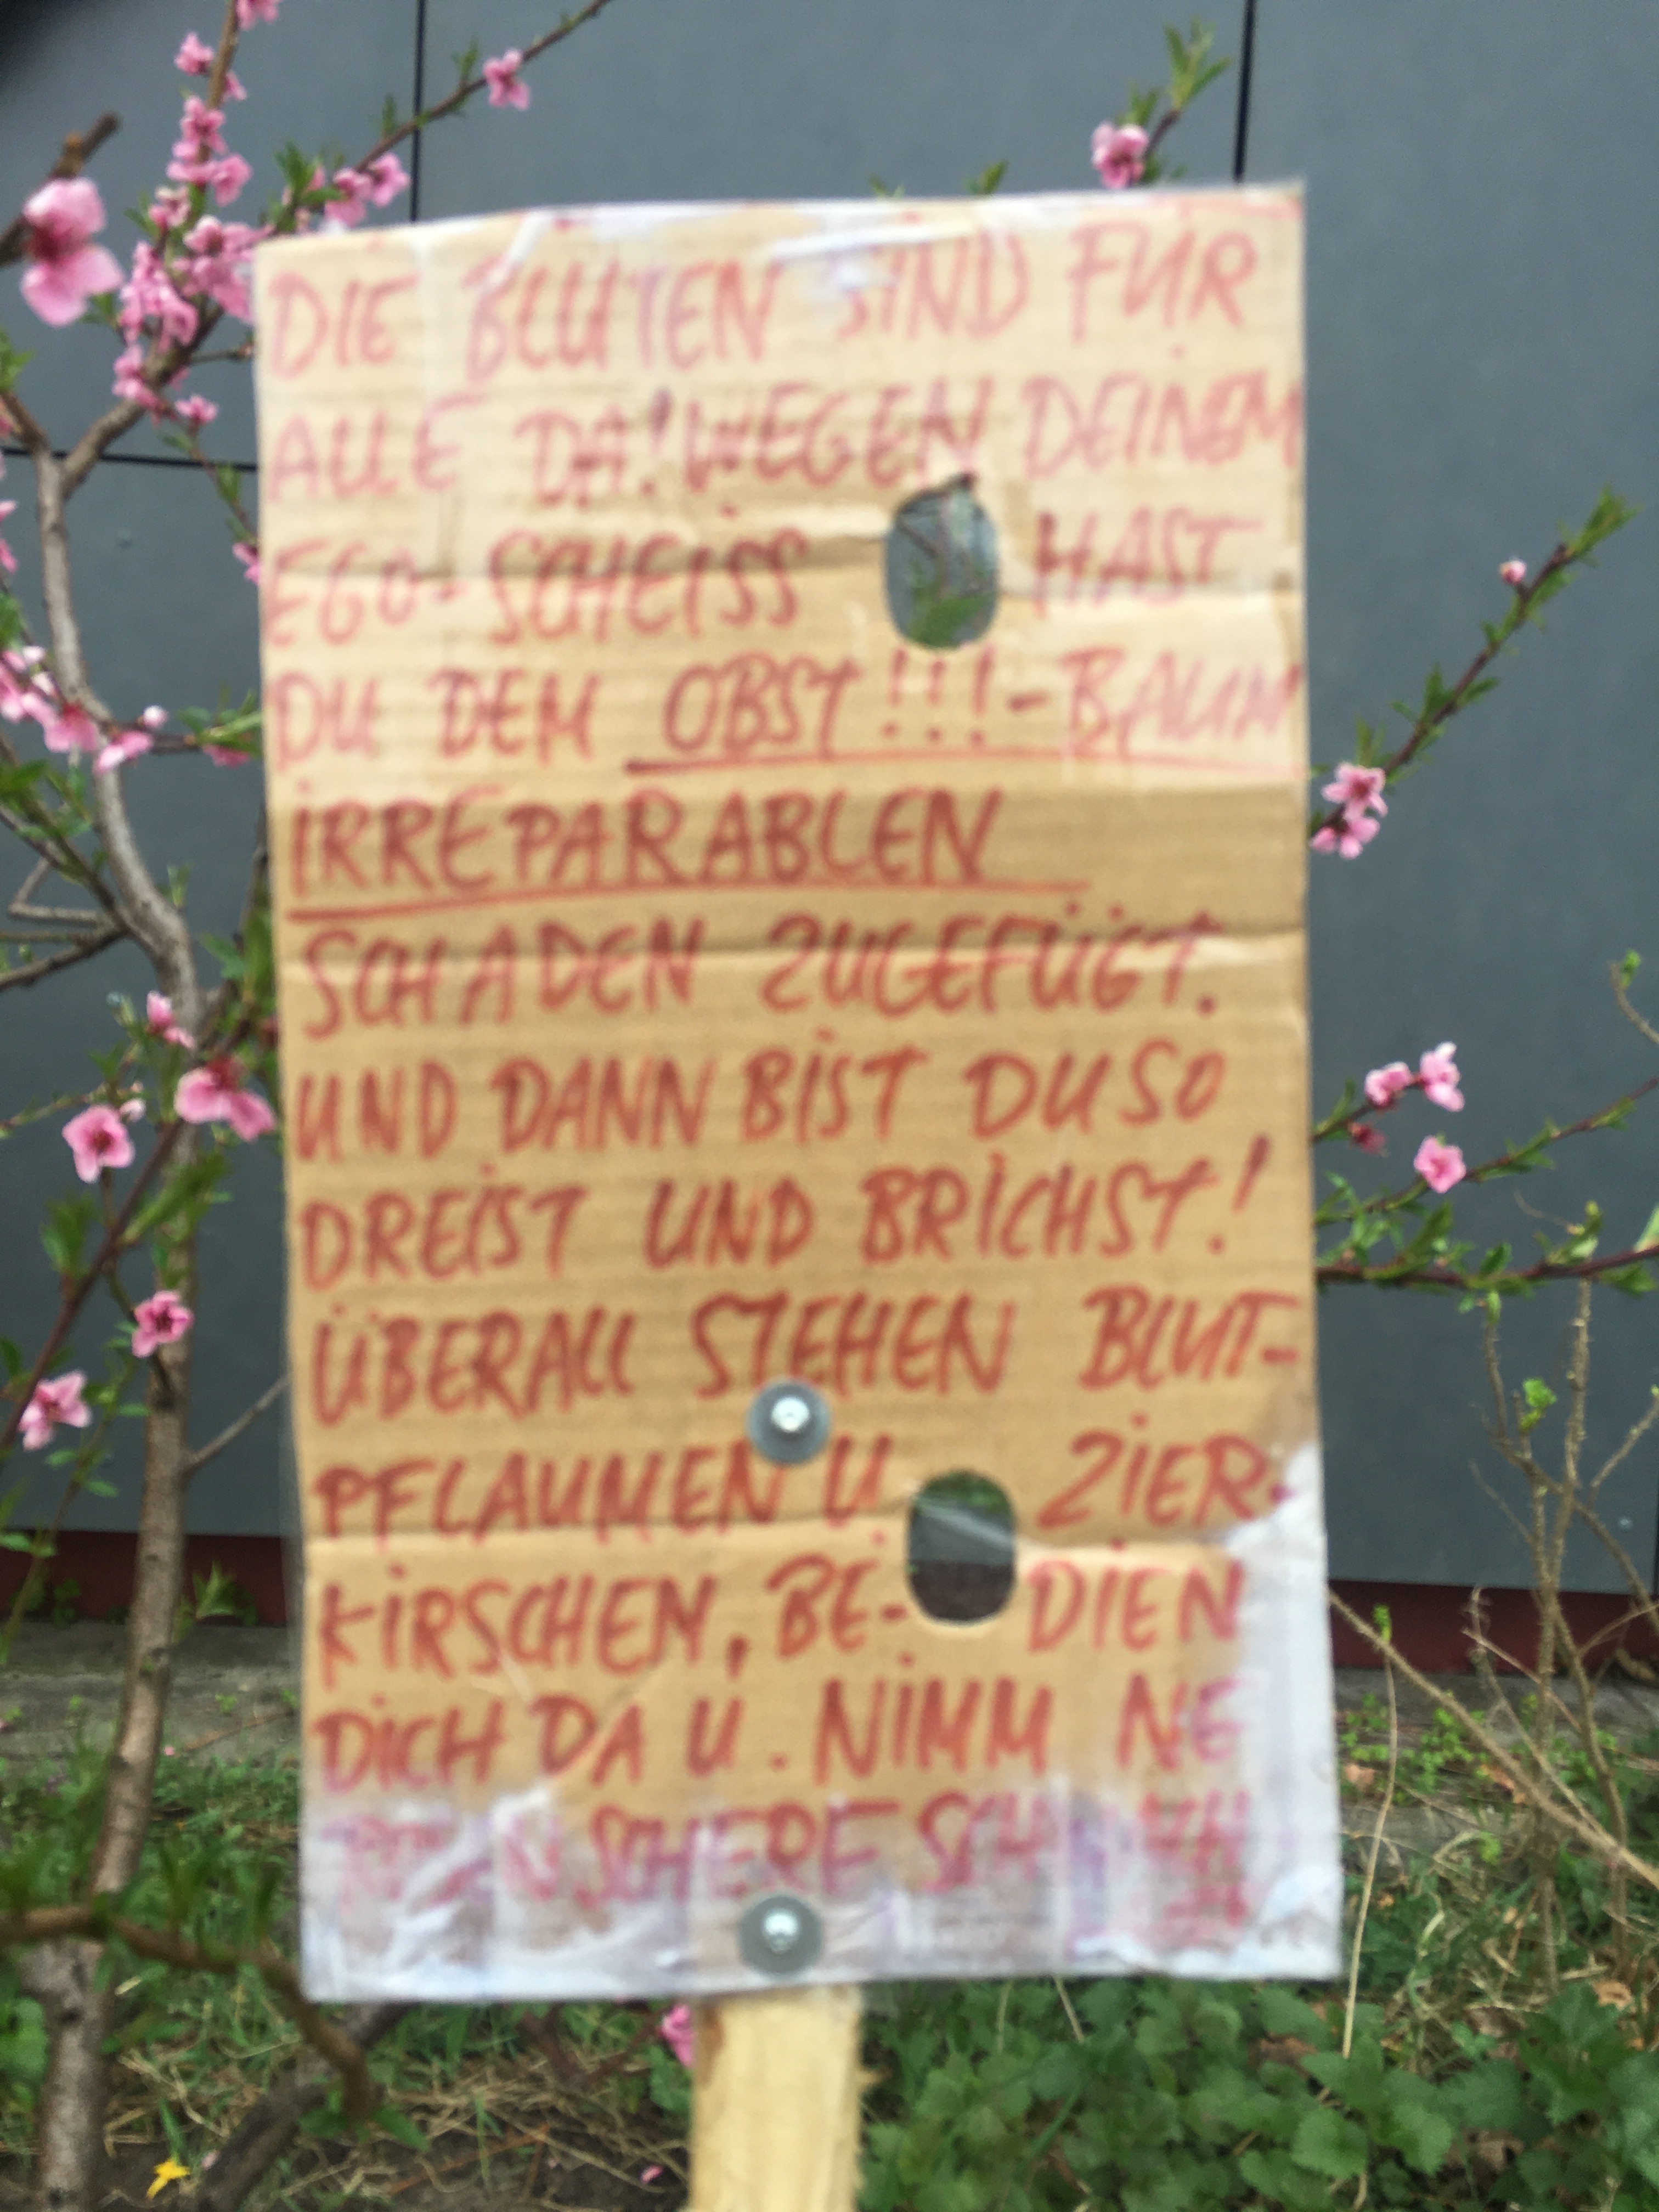 DIE BLÜTEN SIND FÜR
ALLE DA! WEGEN DEINEM
EGO-SCHEISS HAST
DU DEM OBST!!!-BAUM
IRREPARABLEN
SCHADEN ZUGEFÜGT.
UND DANN BIST DU SO
DREIST UND BRICHST!
ÜBERALL STEHEN BLUT-
PFLAUMEN U. ZIER-
KIRSCHEN, BE- DIEN
DICH DA U. NIMM NE
SCHERE